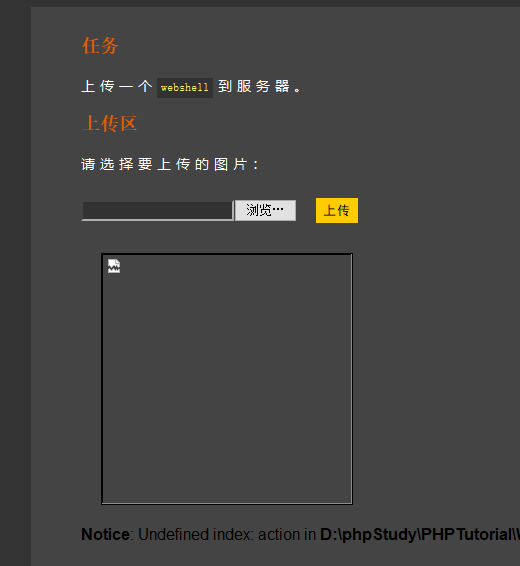 任务
上传一个 webshell 到服务器。
上传区
请选择要上传的图片：
浏览… 上传
Notice: Undefined index: action in D:\phpStudy\PHPTutorial\